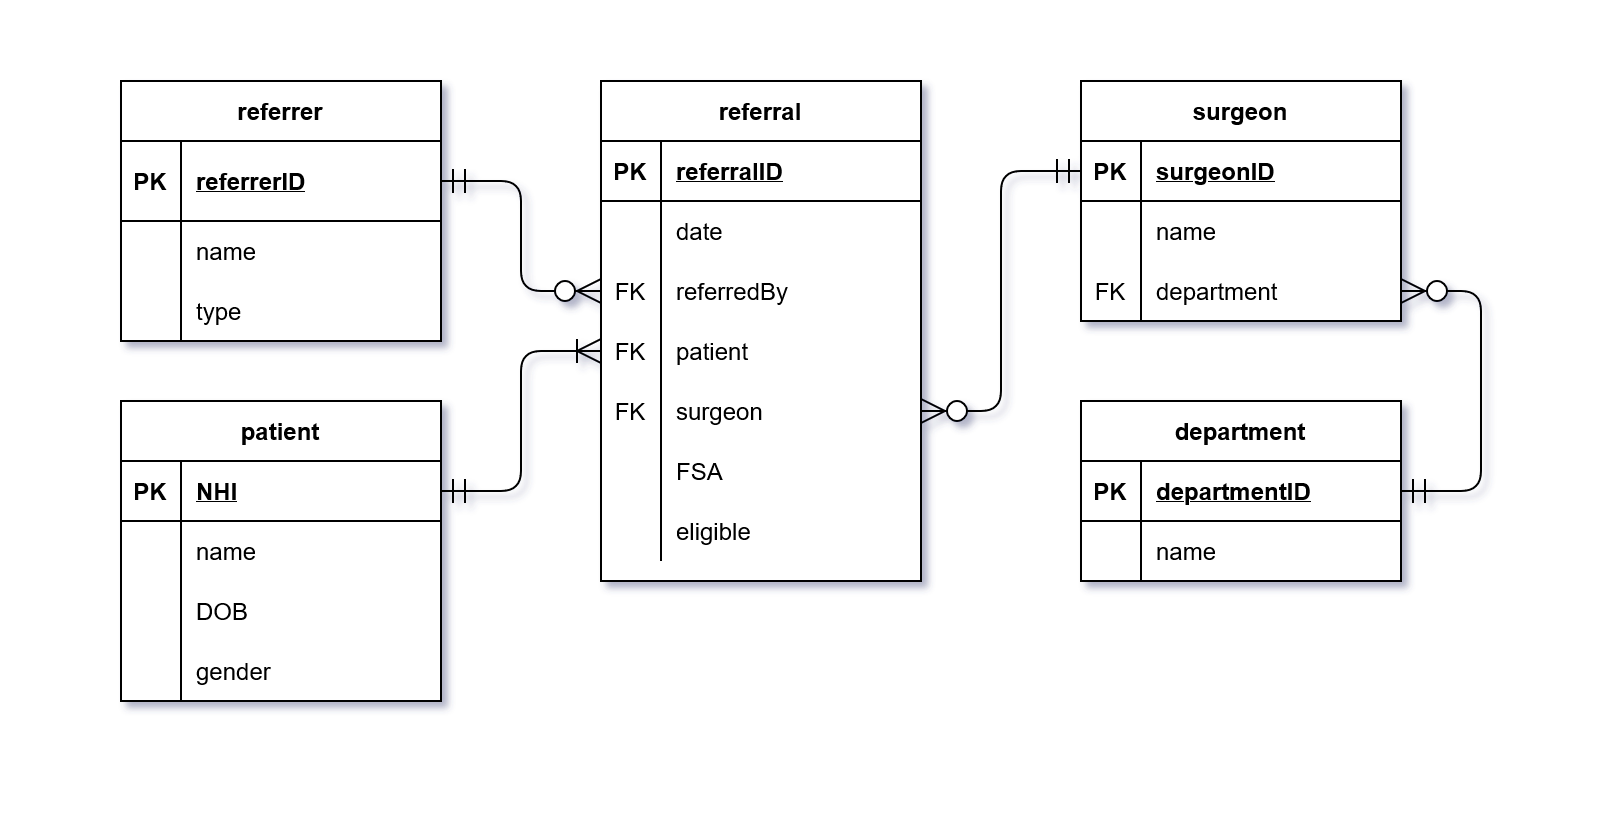 referrer
PK referrerID
name
type
patient
PK NHI
name
DOB
gender
referral
PK referralID
date
FK referredBy
FK patient
FK surgeon
FSA
eligible
surgeon
PK surgeonID
name
FK department
department
PK departmentID
name